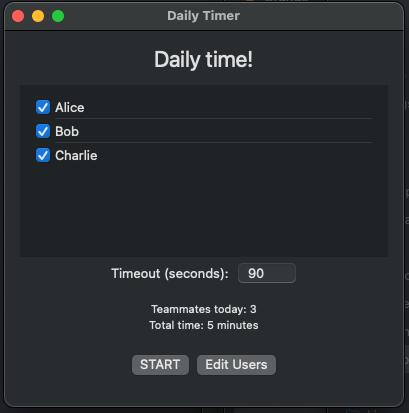 Daily Timer
Daily time!
Alice
Bob
Charlie
Timeout (seconds): 90
Teammates today: 3
Total time: 5 minutes
START Edit Users